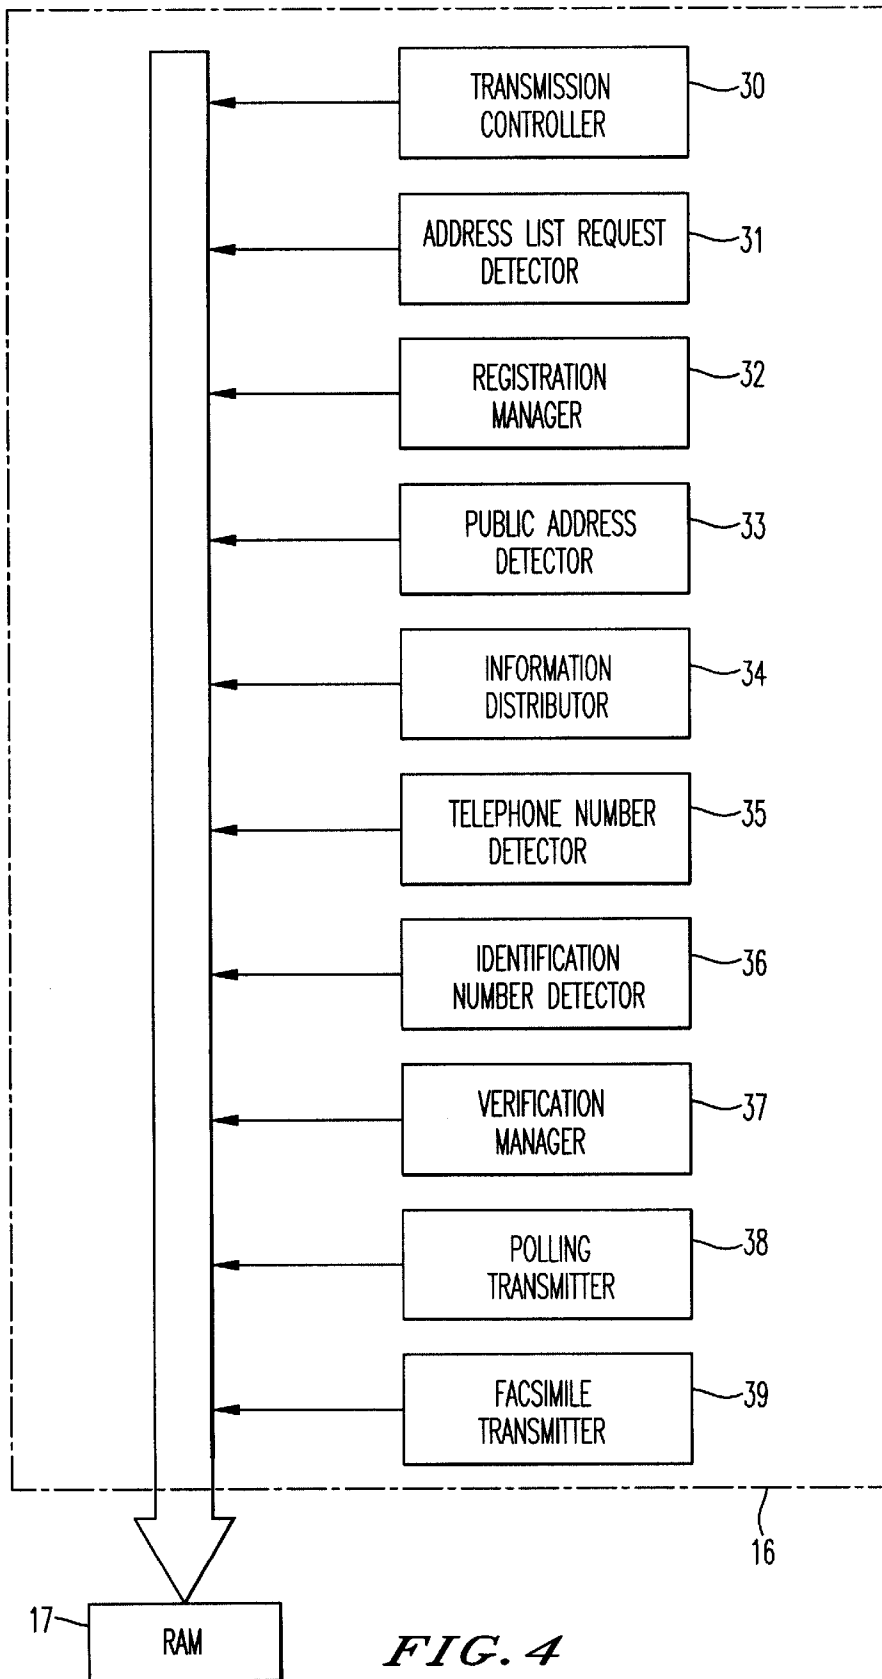 TRANSMISSION
CONTROLLER
30
ADDRESS LIST REQUEST
DETECTOR
31
REGISTRATION
MANAGER
32
PUBLIC ADDRESS
DETECTOR
33
INFORMATION
DISTRIBUTOR
34
TELEPHONE NUMBER
DETECTOR
35
IDENTIFICATION
NUMBER DETECTOR
36
VERIFICATION
MANAGER
37
POLLING
TRANSMITTER
38
FACSIMILE
TRANSMITTER
39
16
17
RAM
FIG. 4